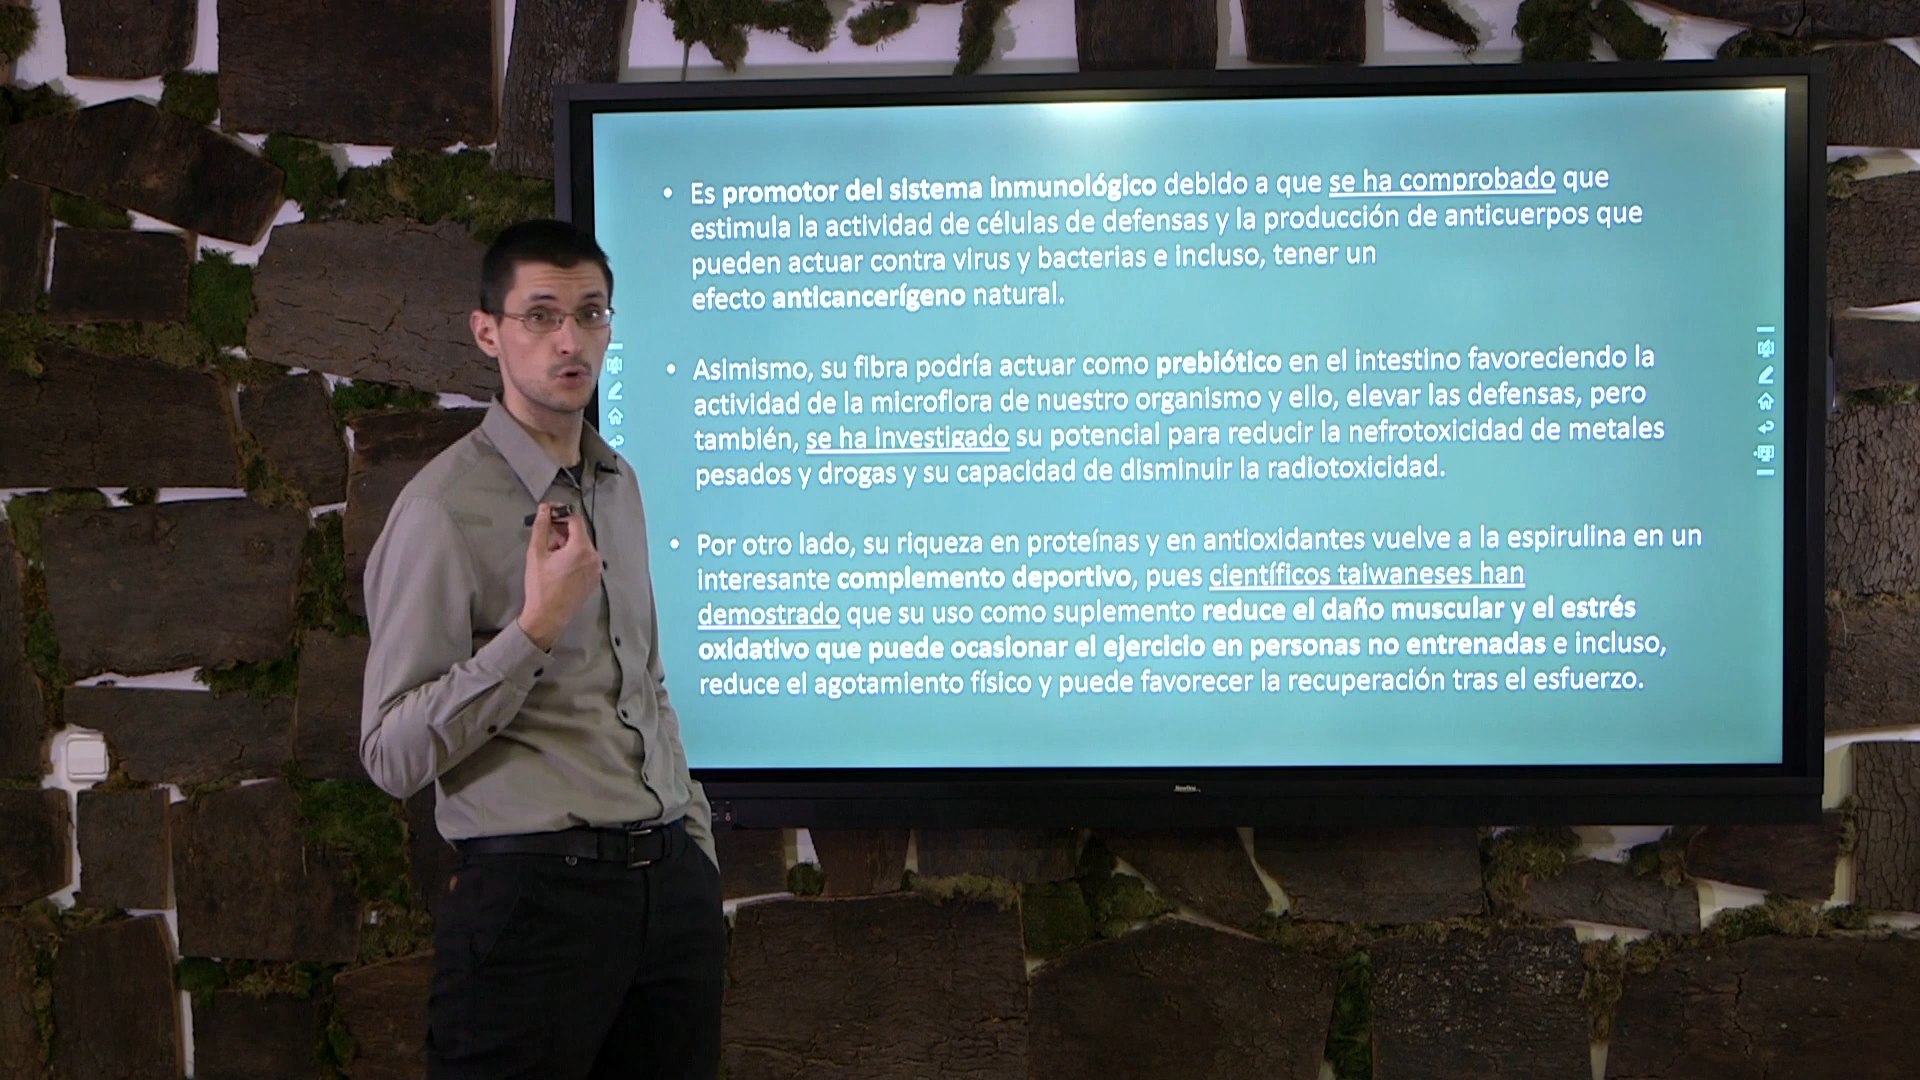 • Es promotor del sistema inmunológico debido a que se ha comprobado que
estimula la actividad de células de defensas y la producción de anticuerpos que
pueden actuar contra virus y bacterias e incluso, tener un
efecto anticancerígeno natural.
• Asimismo, su fibra podría actuar como prebiótico en el intestino favoreciendo la
actividad de la microflora de nuestro organismo y ello, elevar las defensas, pero
también, se ha investigado su potencial para reducir la nefrotoxicidad de metales
pesados y drogas y su capacidad de disminuir la radiotoxicidad.
• Por otro lado, su riqueza en proteínas y en antioxidantes vuelve a la espirulina en un
interesante complemento deportivo, pues científicos taiwaneses han
demostrado que su uso como suplemento reduce el daño muscular y el estrés
oxidativo que puede ocasionar el ejercicio en personas no entrenadas e incluso,
reduce el agotamiento físico y puede favorecer la recuperación tras el esfuerzo.